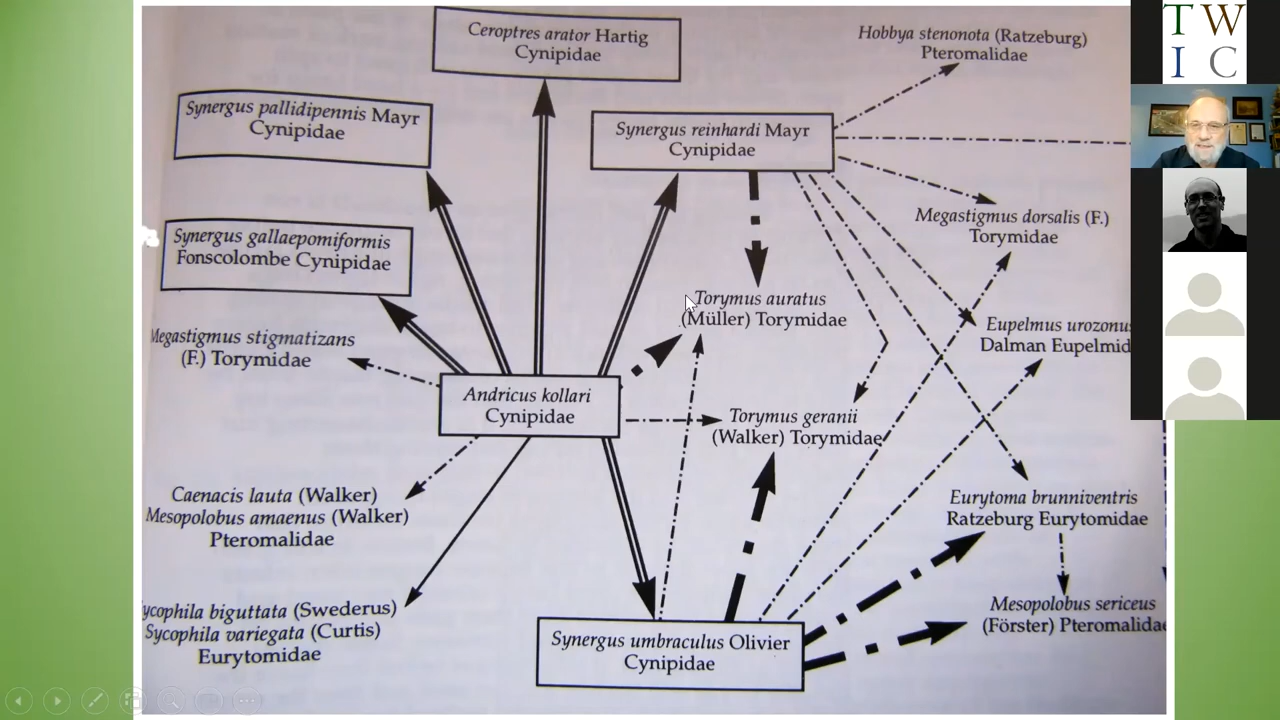 Ceroptres arator Hartig
Cynipidae
Hobbya stenonota (Ratzeburg)
Pteromalidae
T W
I C
Synergus pallidipennis Mayr
Cynipidae
Synergus reinhardi Mayr
Cynipidae
Synergus gallaepomiformis
Fonscolombe Cynipidae
Megastigmus dorsalis (F.)
Torymidae
Torymus auratus
(Müller) Torymidae
Megastigmus stigmatizans
(F.) Torymidae
Eupelmus urozonus
Dalman Eupelmid
Andricus kollari
Cynipidae
Torymus geranii
(Walker) Torymidae
Caenacis lauta (Walker)
Mesopolobus amaenus (Walker)
Pteromalidae
Eurytoma brunniventris
Ratzeburg Eurytomidae
ycophila biguttata (Swederus)
Sycophila variegata (Curtis)
Eurytomidae
Mesopolobus sericeus
(Förster) Pteromalidae
Synergus umbraculus Olivier
Cynipidae